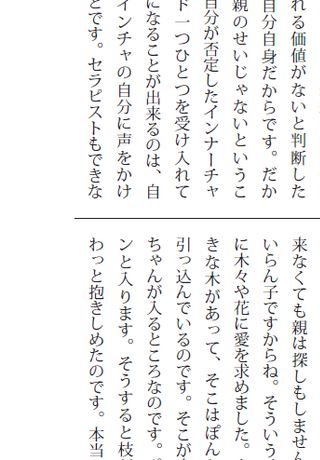 れる価値がないと判断した
自分自身だからです。だか
親のせいじゃないというこ
自分が否定したインナーチャ
ド一つひとつを受け入れて
になることが出来るのは、自
インチャの自分に声をかけ
とです。セラピストもできな
来なくても親は探しもしません
いらん子ですからね。そういう
に木々や花に愛を求めました。
きな木があって、そこはぽん
引っ込んでいるのです。そこが
ちゃんが入るところなのです。
ンと入ります。そうすると枝
わっと抱きしめたのです。本当